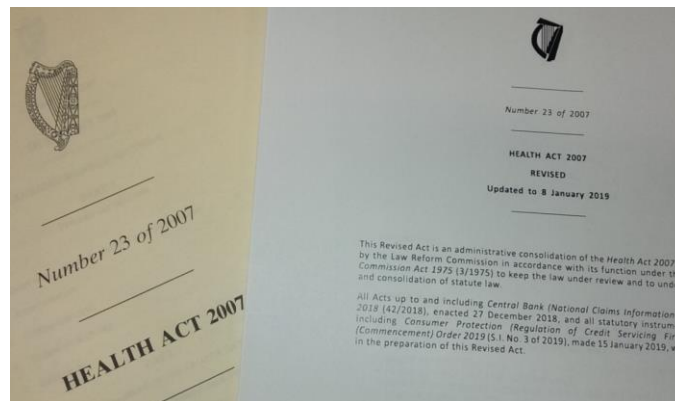 Number 23 of 2007
HEALTH ACT 2007
Number 23 of 2007
HEALTH ACT 2007
REVISED
Updated to 8 January 2019
This Revised Act is an administrative consolidation of the Health Act 2007
by the Law Reform Commission in accordance with its function under th
Commission Act 1975 (3/1975) to keep the law under review and to und
and consolidation of statute law.
All Acts up to and including Central Bank (National Claims Information
2018 (42/2018), enacted 27 December 2018, and all statutory instrum
including Consumer Protection (Regulation of Credit Servicing Fir
(Commencement) Order 2019 (S.I. No. 3 of 2019), made 15 January 2019, w
in the preparation of this Revised Act.